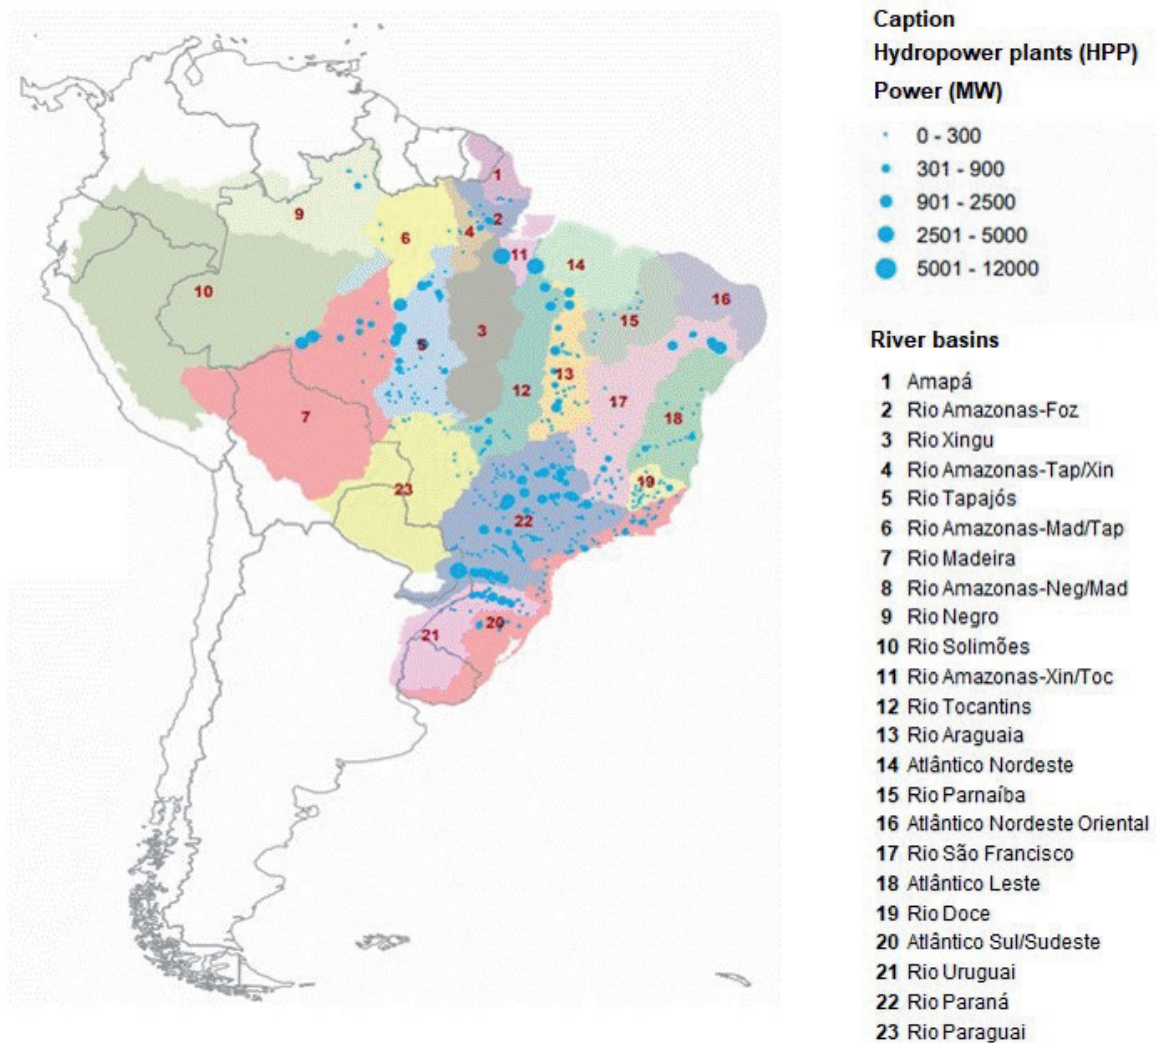 Caption
Hydropower plants (HPP)
Power (MW)
0 - 300
301 - 900
901 - 2500
2501 - 5000
5001 - 12000
River basins
1 Amapá
2 Rio Amazonas-Foz
3 Rio Xingu
4 Rio Amazonas-Tap/Xin
5 Rio Tapajós
6 Rio Amazonas-Mad/Tap
7 Rio Madeira
8 Rio Amazonas-Neg/Mad
9 Rio Negro
10 Rio Solimões
11 Rio Amazonas-Xin/Toc
12 Rio Tocantins
13 Rio Araguaia
14 Atlântico Nordeste
15 Rio Parnaíba
16 Atlântico Nordeste Oriental
17 Rio São Francisco
18 Atlântico Leste
19 Rio Doce
20 Atlântico Sul/Sudeste
21 Rio Uruguai
22 Rio Paraná
23 Rio Paraguai
1
9
2
4
6
11
14
10
16
15
3
5
13
12
17
7
18
19
23
22
20
21